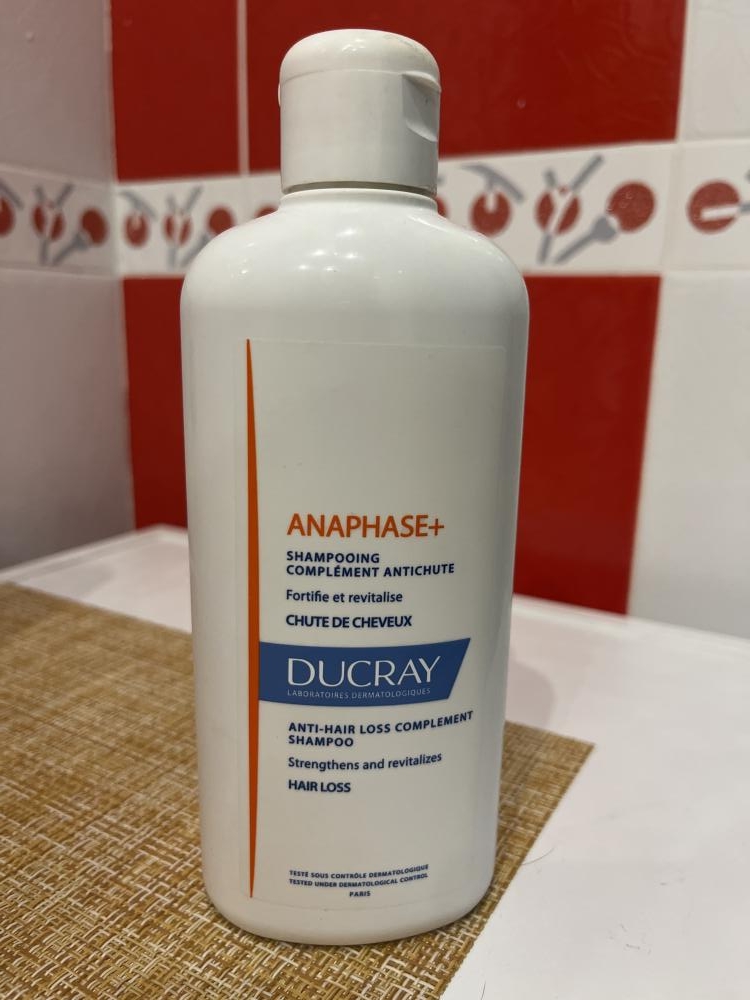 ANAPHASE+
SHAMPOOING
COMPLÉMENT ANTICHUTE
Fortifie et revitalise
CHUTE DE CHEVEUX
DUCRAY
LABORATOIRES DERMATOLOGIQUES
ANTI-HAIR LOSS COMPLEMENT
SHAMPOO
Strengthens and revitalizes
HAIR LOSS
TESTÉ SOUS CONTRÔLE DERMATOLOGIQUE
TESTED UNDER DERMATOLOGICAL CONTROL
PARIS